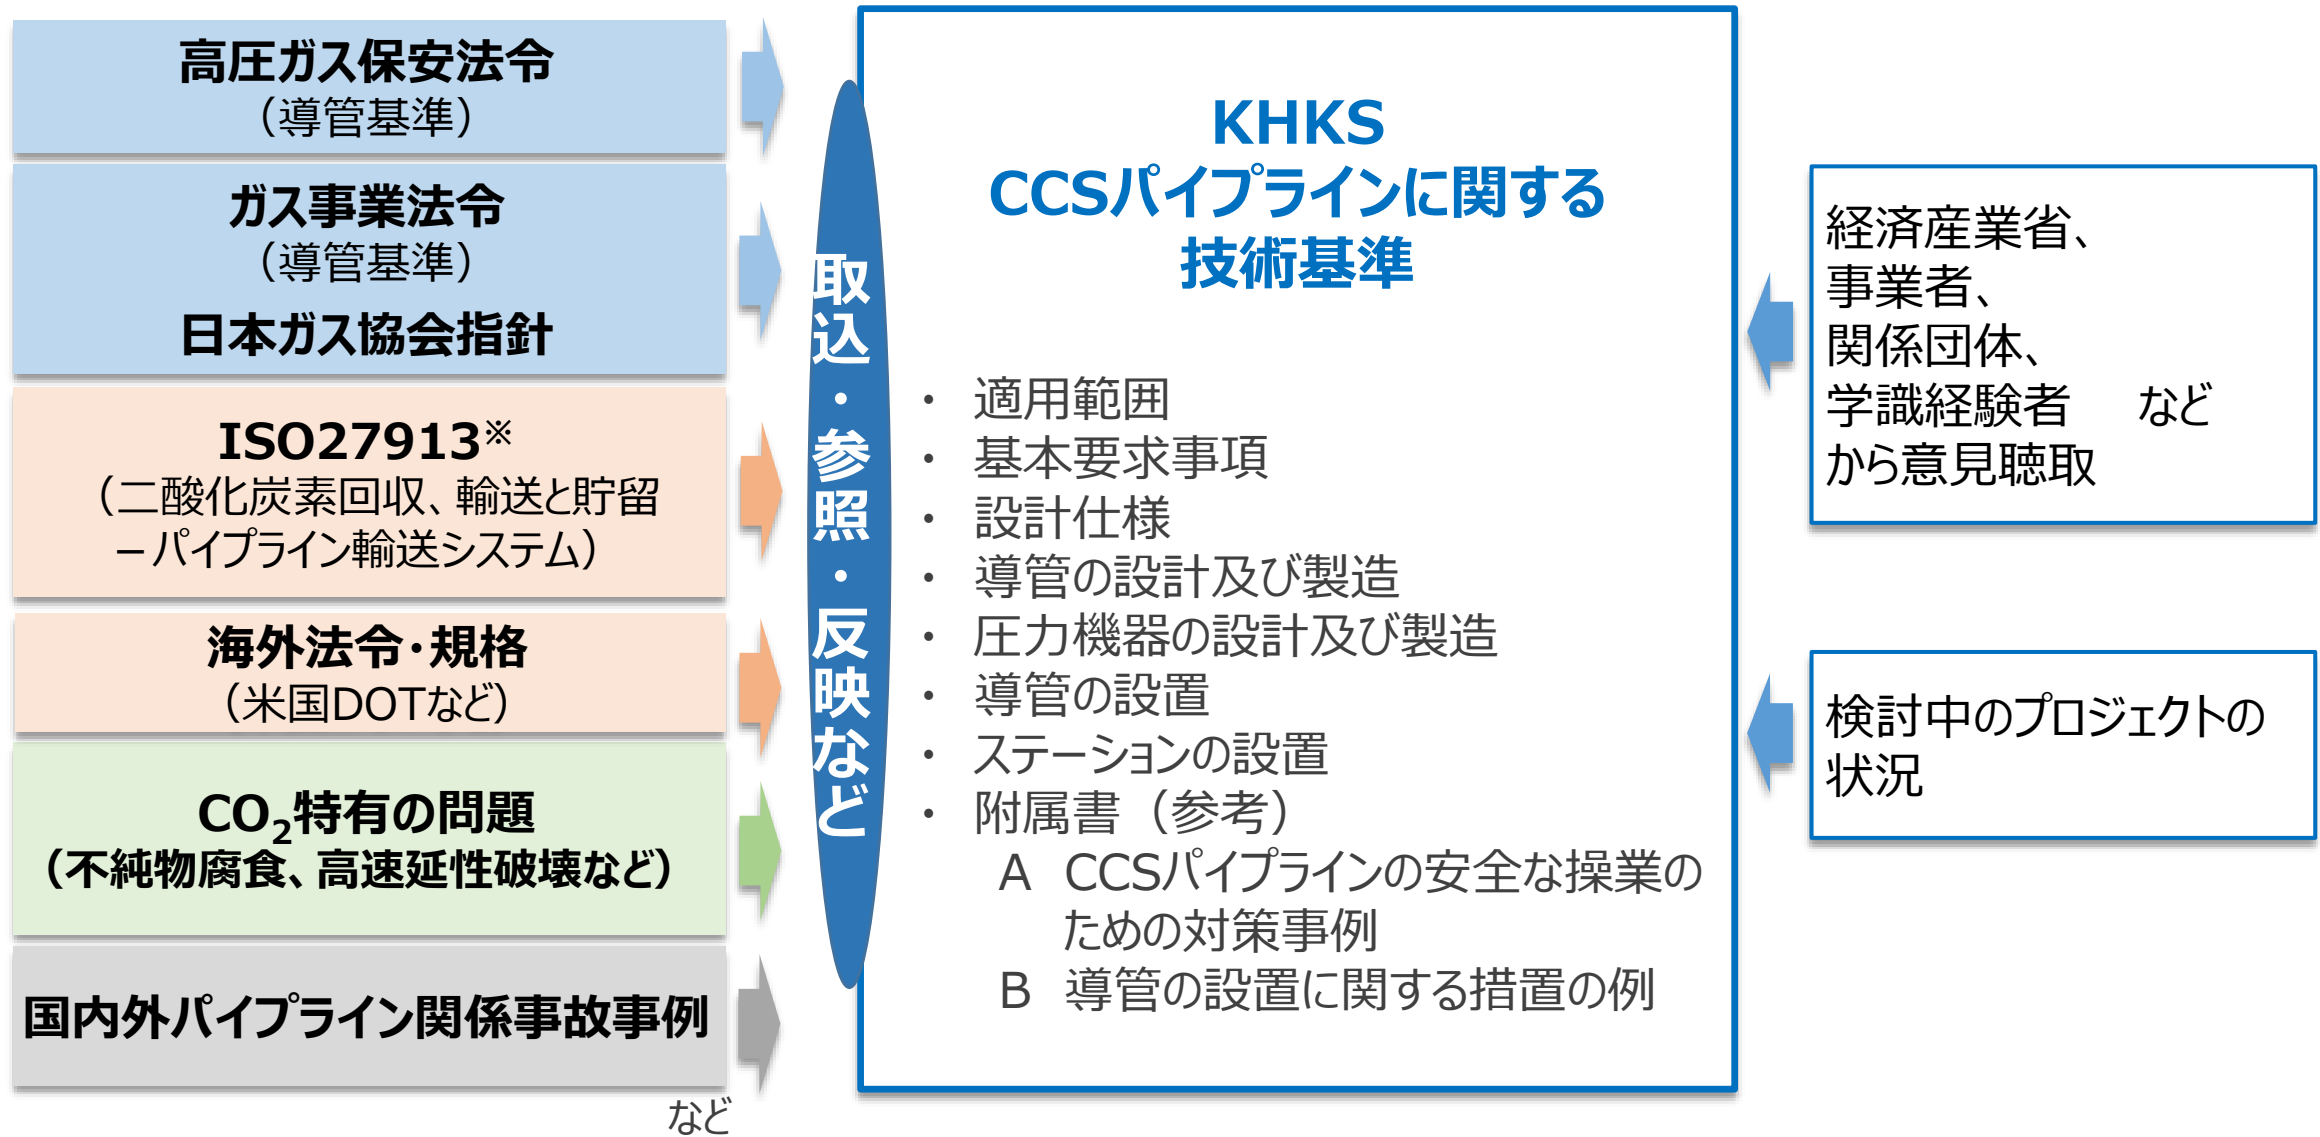 高圧ガス保安法令
（導管基準）
ガス事業法令
（導管基準）
日本ガス協会指針
ISO27913※
（二酸化炭素回収、輸送と貯留
－パイプライン輸送システム）
海外法令・規格
（米国DOTなど）
CO₂特有の問題
（不純物腐食、高速延性破壊など）
国内外パイプライン関係事故事例
など
取込・参照・反映など
KHKS
CCSパイプラインに関する
技術基準
・ 適用範囲
・ 基本要求事項
・ 設計仕様
・ 導管の設計及び製造
・ 圧力機器の設計及び製造
・ 導管の設置
・ ステーションの設置
・ 附属書（参考）
A CCSパイプラインの安全な操業の
ための対策事例
B 導管の設置に関する措置の例
経済産業省、
事業者、
関係団体、
学識経験者　など
から意見聴取
検討中のプロジェクトの
状況